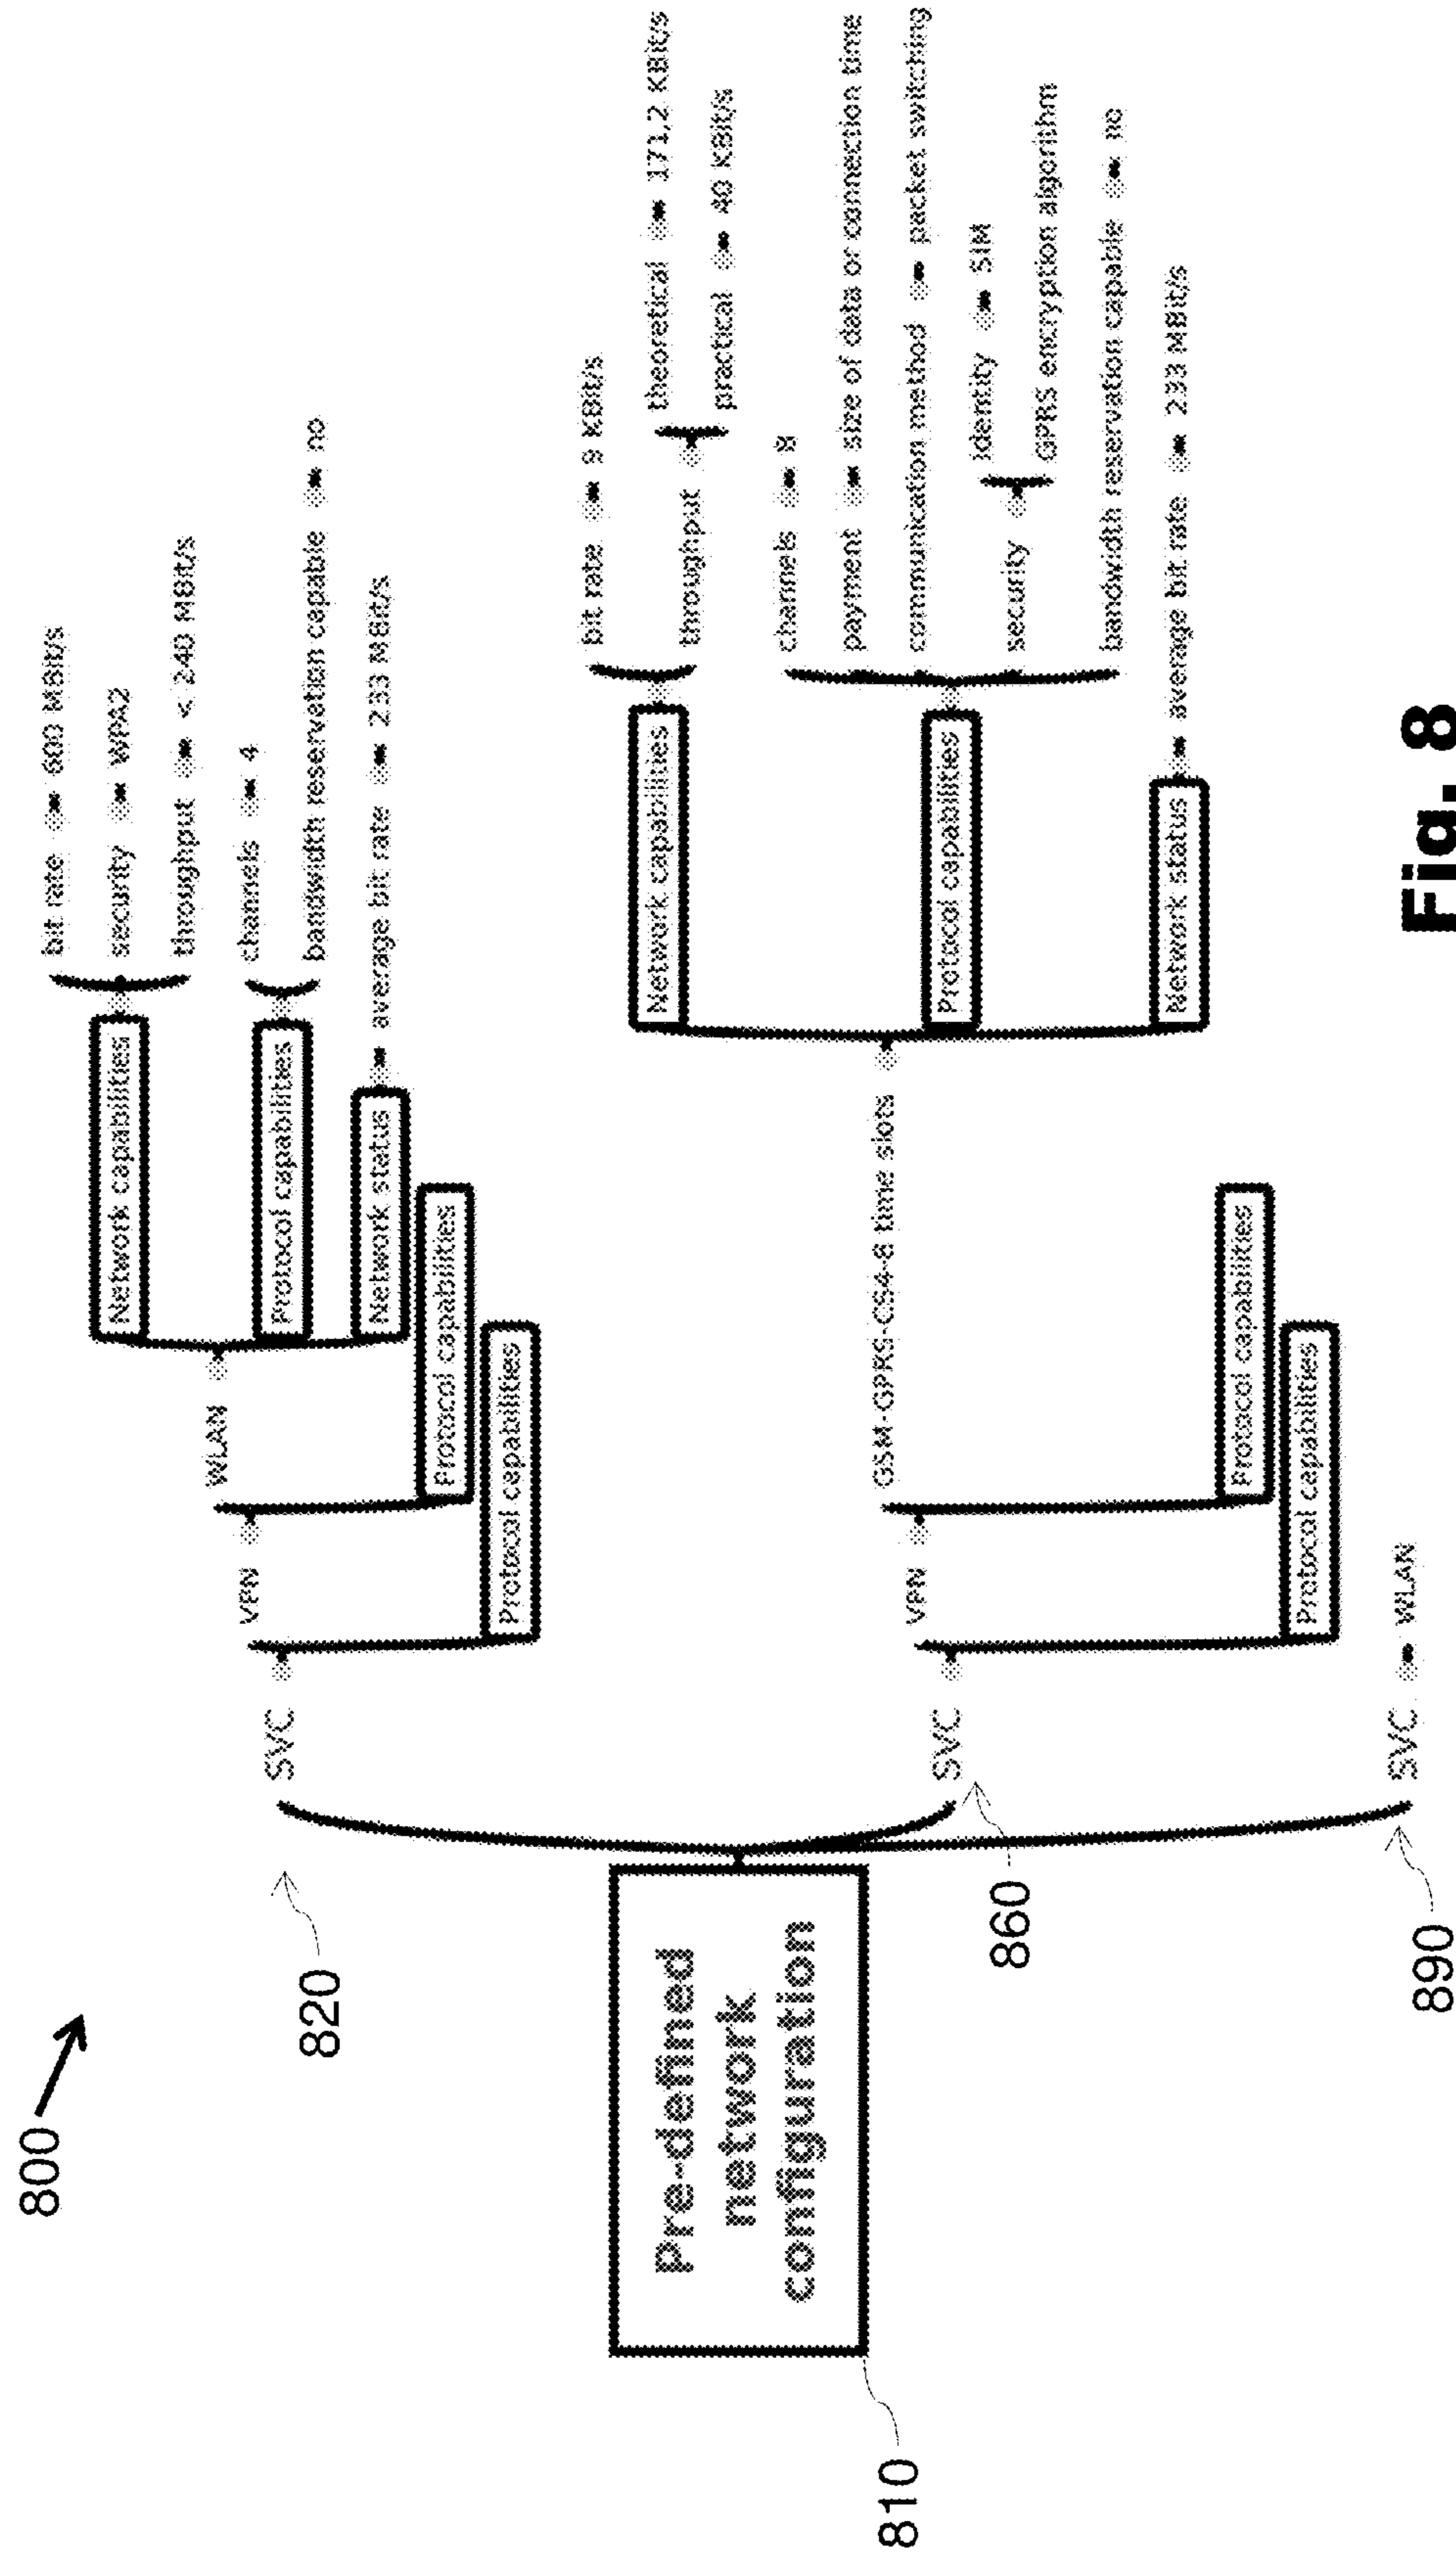 800
820
SVC
VPN
WLAN
Network capabilities
bit rate 600 MBit/s
security WPA2
throughput < 240 MBit/s
Protocol capabilities
channels 4
bandwidth reservation capable no
Network status
average bit rate 233 MBit/s
Protocol capabilities
Protocol capabilities
810
Pre-defined
network
configuration
860
SVC
VPN
GSM-GPRS-CS4-8 time slots
Network capabilities
bit rate 9 KBit/s
throughput
theoretical 171,2 KBit/s
practical 40 KBit/s
Protocol capabilities
channels 8
payment size of data or connection time
communication method packet switching
security
Identity SIM
GPRS encryption algorithm
bandwidth reservation capable no
Network status
average bit rate 233 MBit/s
Protocol capabilities
Protocol capabilities
890
SVC WLAN
Fig. 8